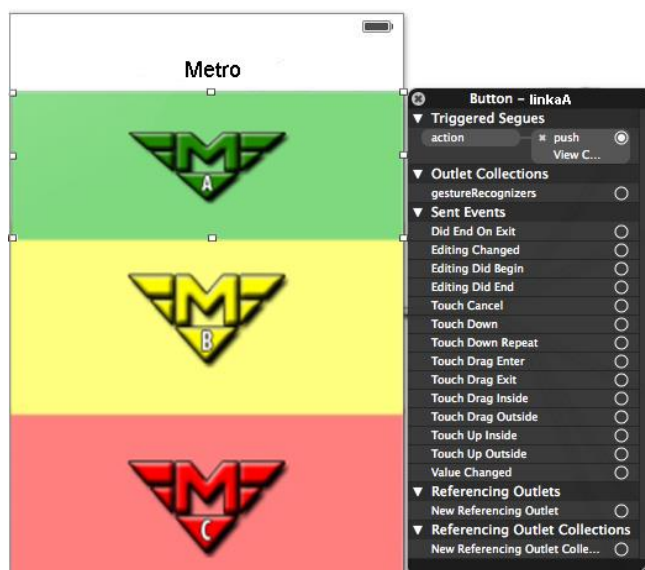 Metro
M
A
M
B
M
C
Button – linkaA
Triggered Segues
action
push
View C...
Outlet Collections
gestureRecognizers
Sent Events
Did End On Exit
Editing Changed
Editing Did Begin
Editing Did End
Touch Cancel
Touch Down
Touch Down Repeat
Touch Drag Enter
Touch Drag Exit
Touch Drag Inside
Touch Drag Outside
Touch Up Inside
Touch Up Outside
Value Changed
Referencing Outlets
New Referencing Outlet
Referencing Outlet Collections
New Referencing Outlet Colle...